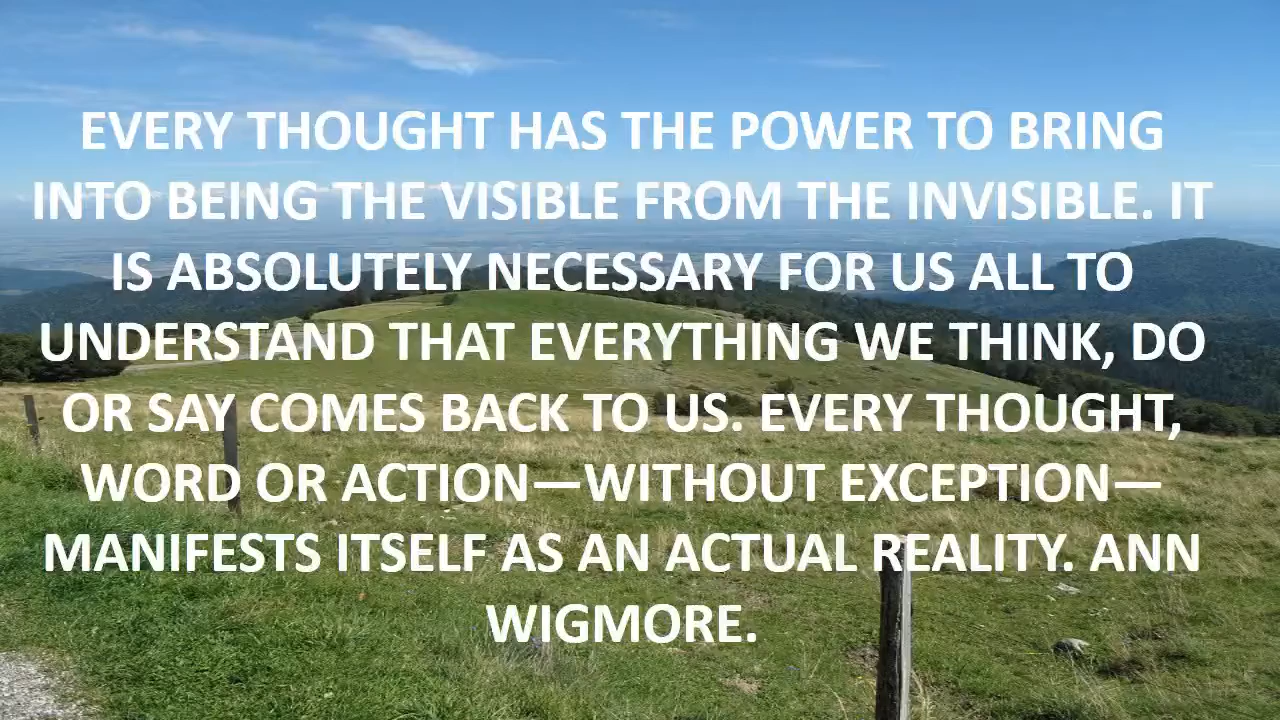 EVERY THOUGHT HAS THE POWER TO BRING
INTO BEING THE VISIBLE FROM THE INVISIBLE. IT
IS ABSOLUTELY NECESSARY FOR US ALL TO
UNDERSTAND THAT EVERYTHING WE THINK, DO
OR SAY COMES BACK TO US. EVERY THOUGHT,
WORD OR ACTION—WITHOUT EXCEPTION—
MANIFESTS ITSELF AS AN ACTUAL REALITY. ANN
WIGMORE.